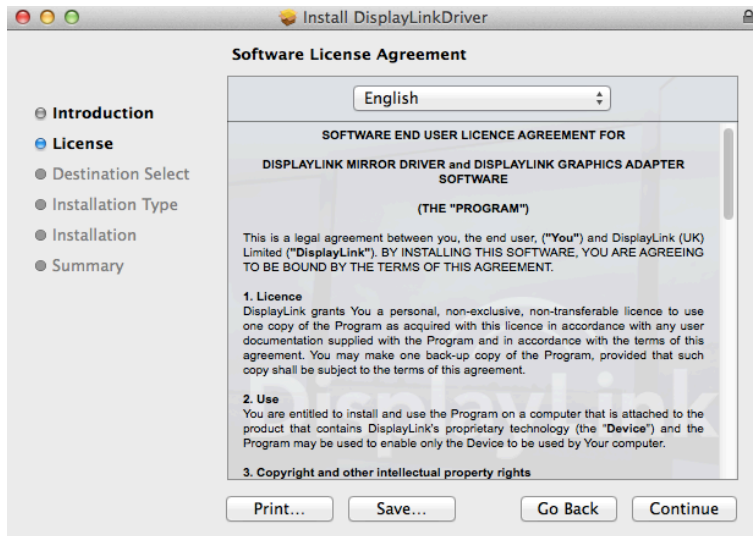 Install DisplayLinkDriver
Software License Agreement
Introduction
License
Destination Select
Installation Type
Installation
Summary
English
SOFTWARE END USER LICENCE AGREEMENT FOR
DISPLAYLINK MIRROR DRIVER and DISPLAYLINK GRAPHICS ADAPTER
SOFTWARE
(THE "PROGRAM")
This is a legal agreement between you, the end user, ("You") and DisplayLink (UK)
Limited ("DisplayLink"). BY INSTALLING THIS SOFTWARE, YOU ARE AGREEING
TO BE BOUND BY THE TERMS OF THIS AGREEMENT.
1. Licence
DisplayLink grants You a personal, non-exclusive, non-transferable licence to use
one copy of the Program as acquired with this licence in accordance with any user
documentation supplied with the Program and in accordance with the terms of this
agreement. You may make one back-up copy of the Program, provided that such
copy shall be subject to the terms of this agreement.
2. Use
You are entitled to install and use the Program on a computer that is attached to the
product that contains DisplayLink's proprietary technology (the "Device") and the
Program may be used to enable only the Device to be used by Your computer.
3. Copyright and other intellectual property rights
DisplayLink
Print...
Save...
Go Back
Continue